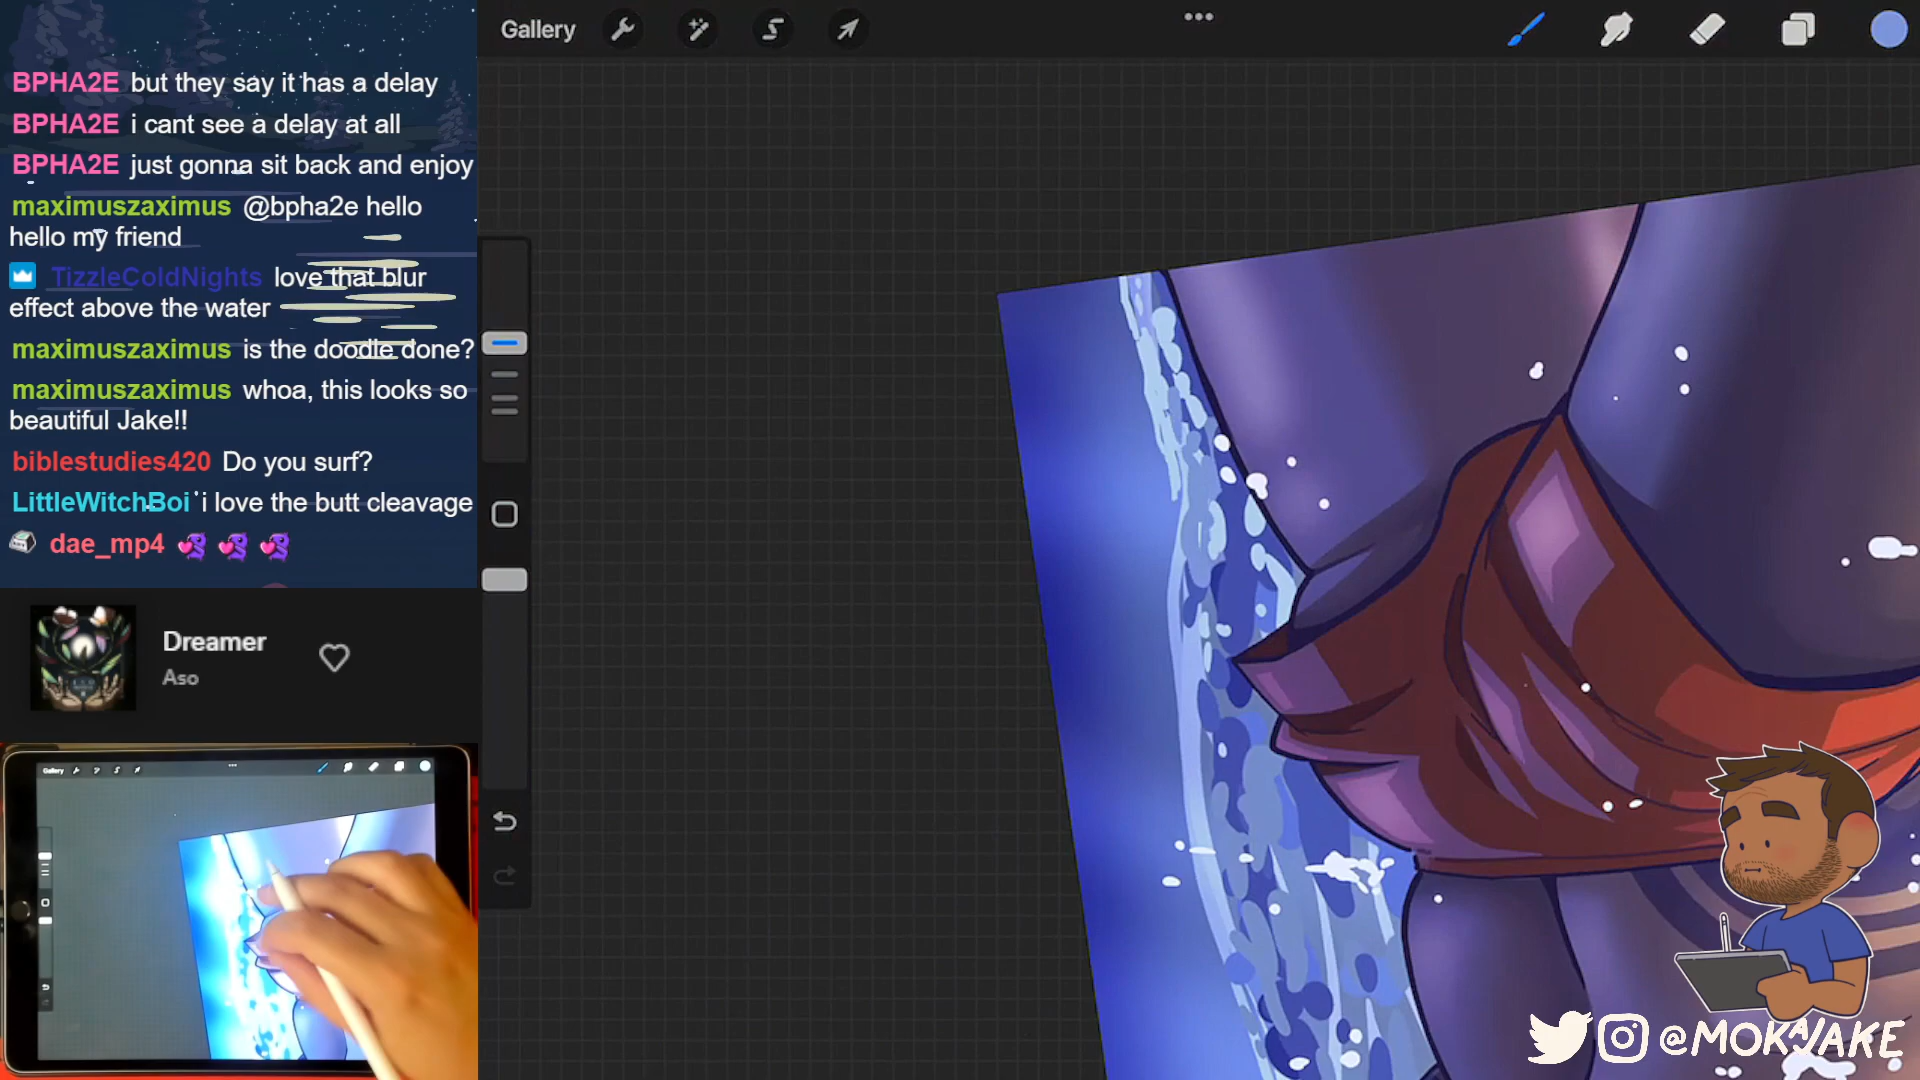 Gallery
BPHA2E but they say it has a delay
BPHA2E i cant see a delay at all
BPHA2E just gonna sit back and enjoy
maximuszaximus @bpha2e hello
hello my friend
TizzleColdNights love that blur
effect above the water
maximuszaximus is the doodle done?
maximuszaximus whoa, this looks so
beautiful Jake!!
biblestudies420 Do you surf?
LittleWitchBoi i love the butt cleavage
dae_mp4
Dreamer
Aso
Gallery
@MOKAJAKE